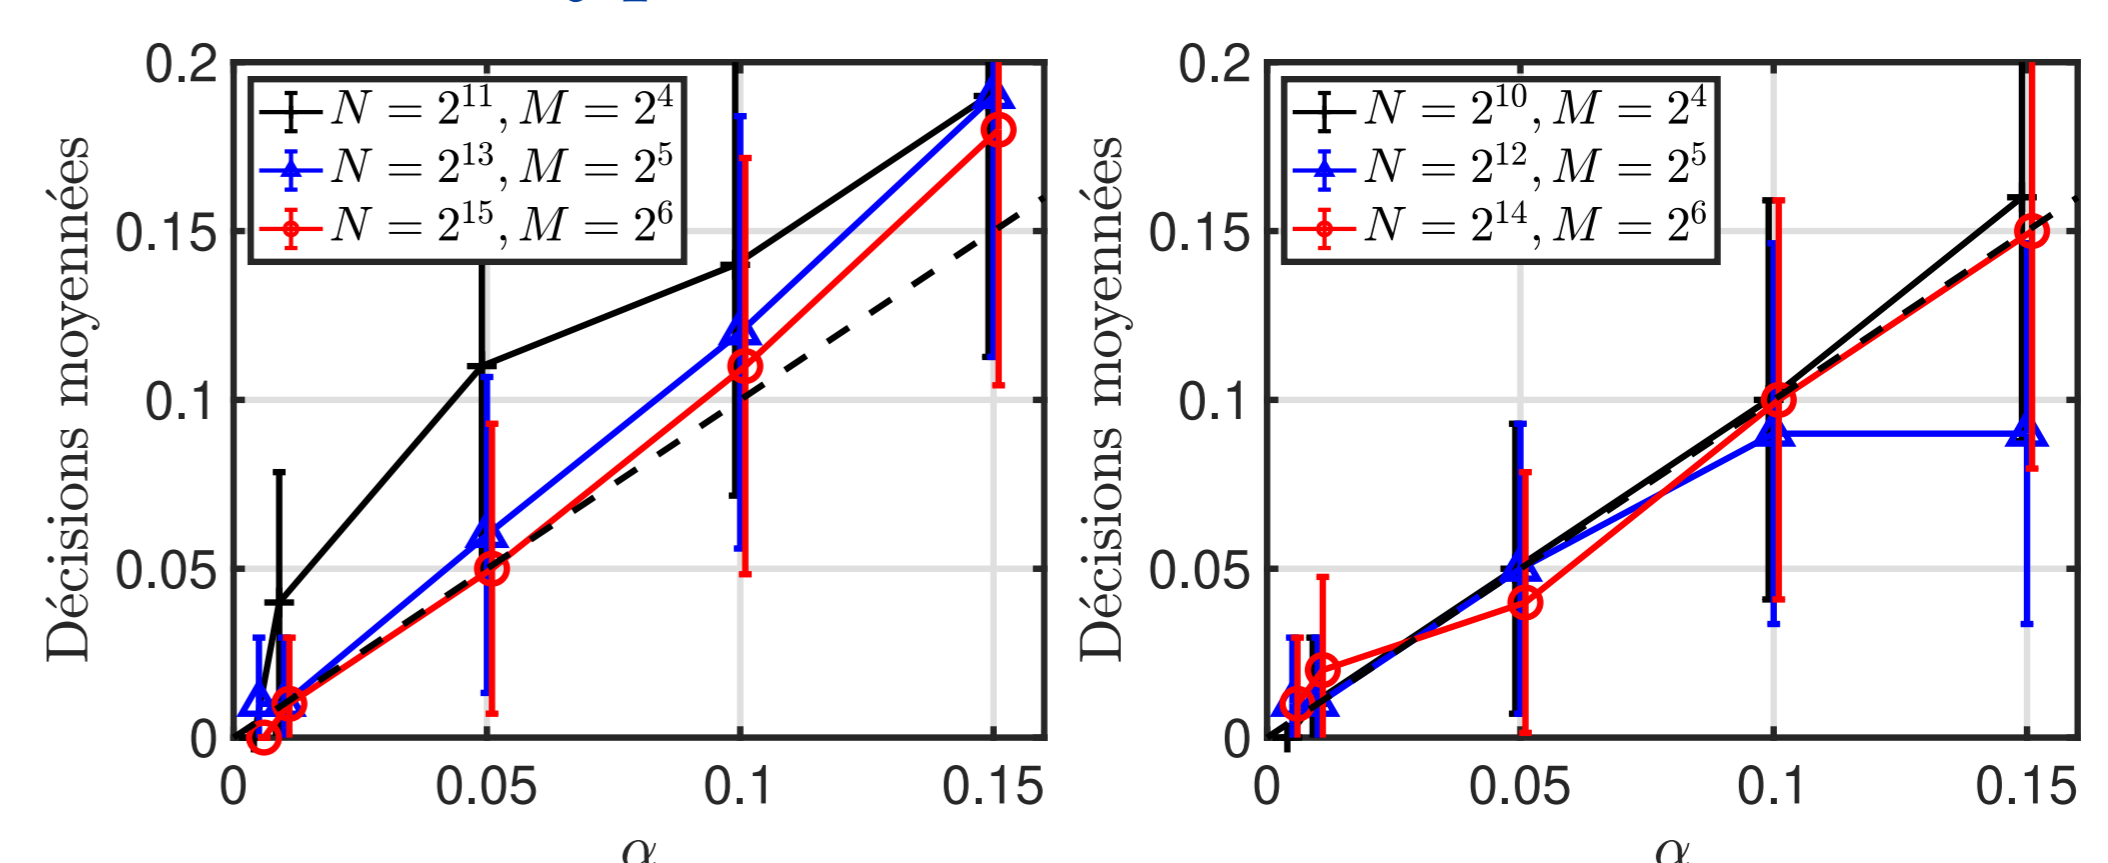 0.2
0.15
0.1
0.05
0
0
0.05
0.1
0.15
Décisions moyennées
α
N = 2^11, M = 2^4
N = 2^13, M = 2^5
N = 2^15, M = 2^6
0.2
0.15
0.1
0.05
0
0
0.05
0.1
0.15
Décisions moyennées
α
N = 2^10, M = 2^4
N = 2^12, M = 2^5
N = 2^14, M = 2^6